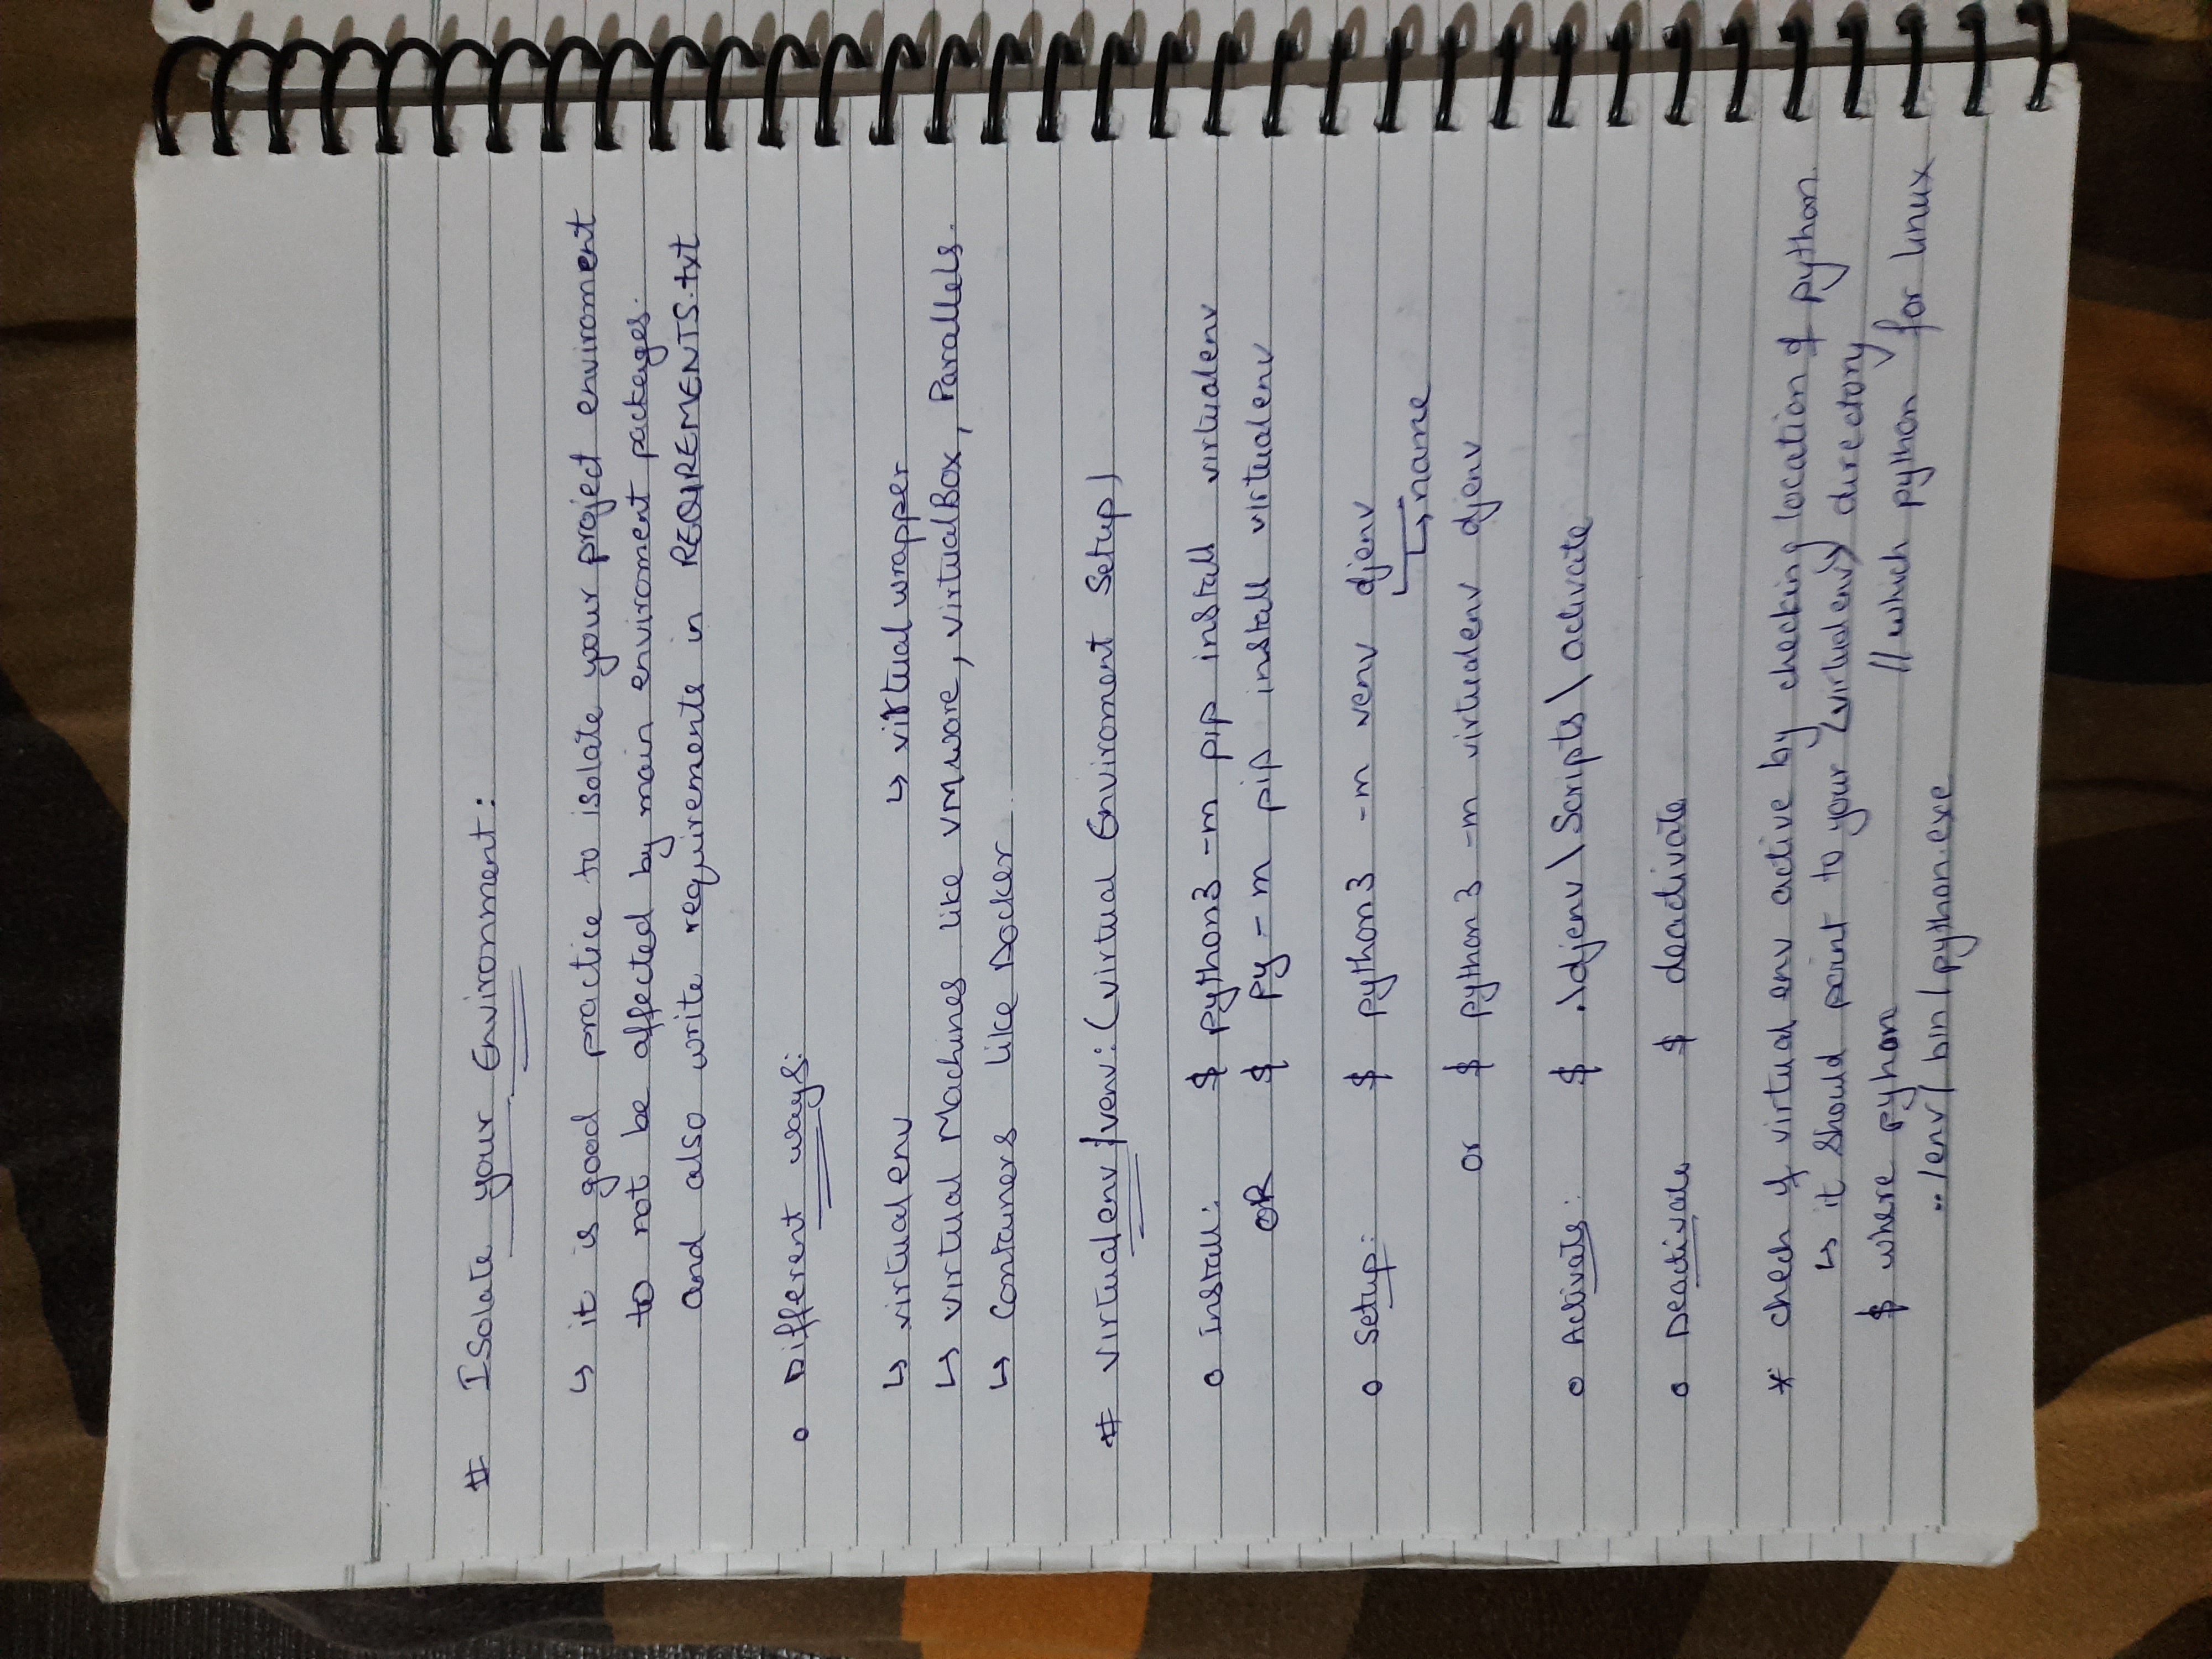 # Isolate your Environment:
↳ it is good practice to isolate your project enviroment
to not be affected by main enviroment packages.
and also write requirements in REQIREMENTS.txt
o Different ways:
↳ virtualenv ↳ virtual wrapper
↳ Virtual Machines like VMware, VirtualBox, Parallels.
↳ Containers like Docker
# Virtualenv/venv: (Virtual Enviroment Setup)
o Install: $ python3 -m pip install virtualenv
OR $ py -m pip install virtualenv
o Setup: $ python3 -m venv djenv
↳ name
or $ python3 -m virtualenv djenv
o Activate: $ .\djenv\Scripts\activate
o Deactivate $ deactivate
* Chech if virtual env active by checking location of python.
↳ it should point to your <virtualenv> directory
$ where pyhon // which python for linux
../env/bin/python.exe